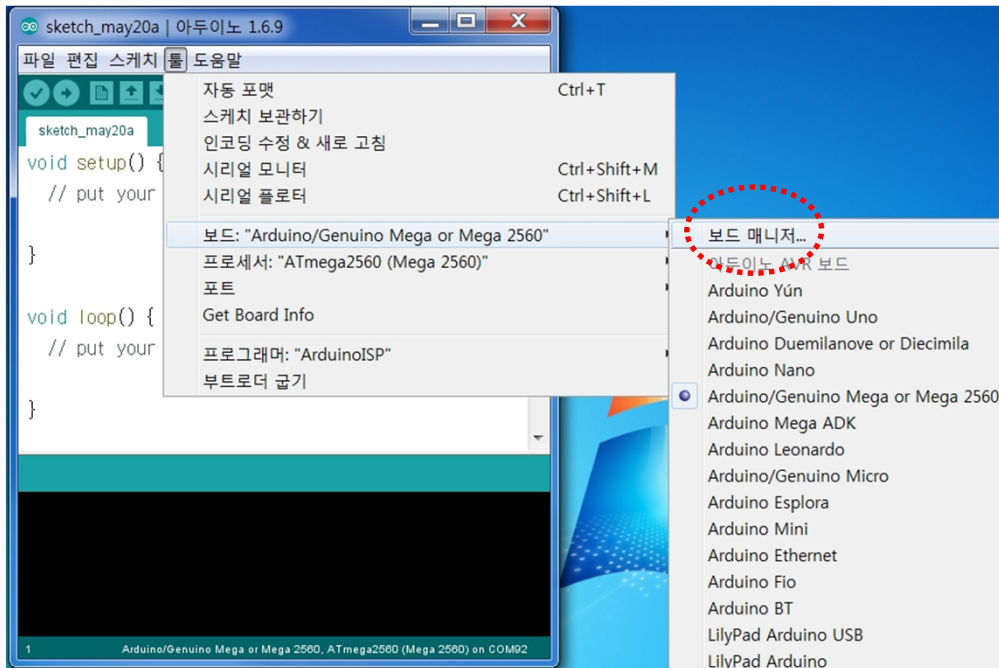 sketch_may20a | 아두이노 1.6.9
파일 편집 스케치 툴 도움말
sketch_may20a
void setup() {
// put your
}
void loop() {
// put your
}
자동 포맷 Ctrl+T
스케치 보관하기
인코딩 수정 & 새로 고침
시리얼 모니터 Ctrl+Shift+M
시리얼 플로터 Ctrl+Shift+L
보드: "Arduino/Genuino Mega or Mega 2560"
프로세서: "ATmega2560 (Mega 2560)"
포트
Get Board Info
프로그래머: "ArduinoISP"
부트로더 굽기
보드 매니저...
아두이노 AVR 보드
Arduino Yún
Arduino/Genuino Uno
Arduino Duemilanove or Diecimila
Arduino Nano
Arduino/Genuino Mega or Mega 2560
Arduino Mega ADK
Arduino Leonardo
Arduino/Genuino Micro
Arduino Esplora
Arduino Mini
Arduino Ethernet
Arduino Fio
Arduino BT
LilyPad Arduino USB
LilyPad Arduino
1 Arduino/Genuino Mega or Mega 2560, ATmega2560 (Mega 2560) on COM92